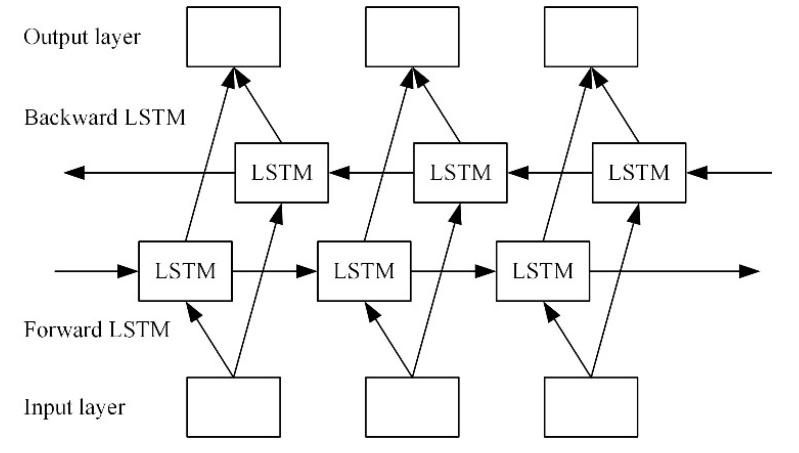 Output layer
Backward LSTM
LSTM LSTM LSTM
LSTM LSTM LSTM
Forward LSTM
Input layer